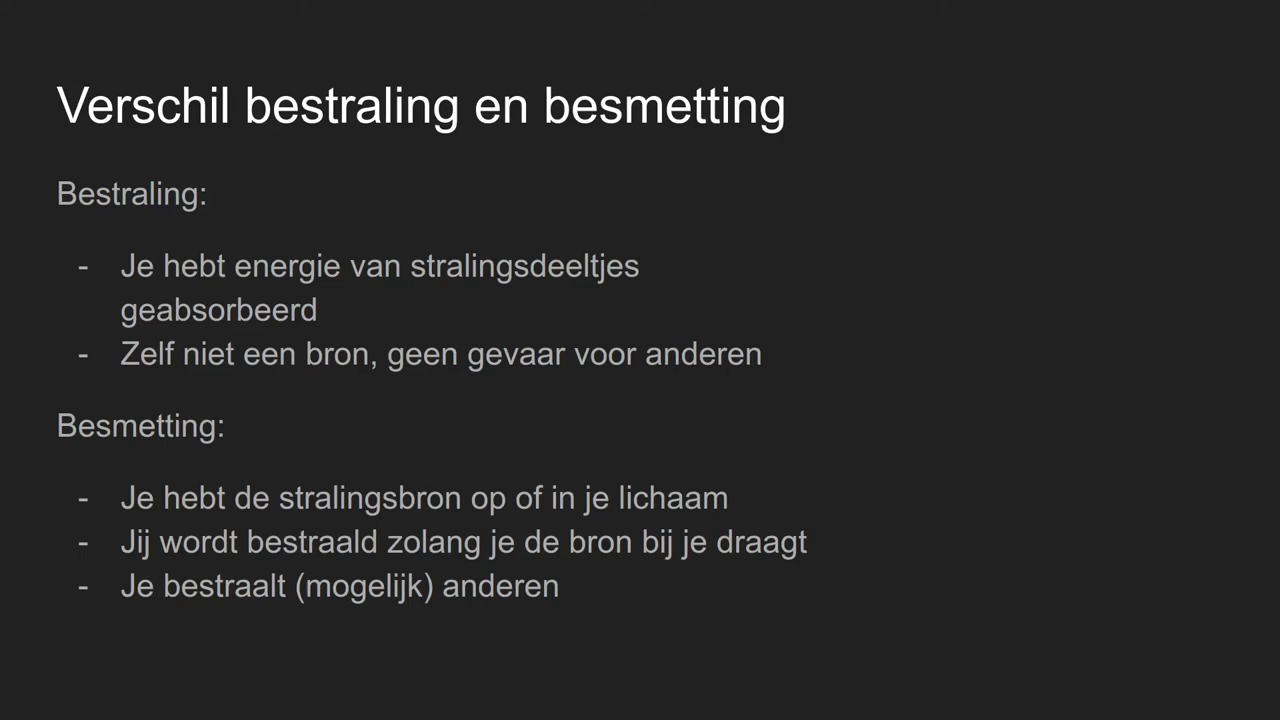 Verschil bestraling en besmetting
Bestraling:
- Je hebt energie van stralingsdeeltjes
geabsorbeerd
- Zelf niet een bron, geen gevaar voor anderen
Besmetting:
- Je hebt de stralingsbron op of in je lichaam
- Jij wordt bestraald zolang je de bron bij je draagt
- Je bestraalt (mogelijk) anderen